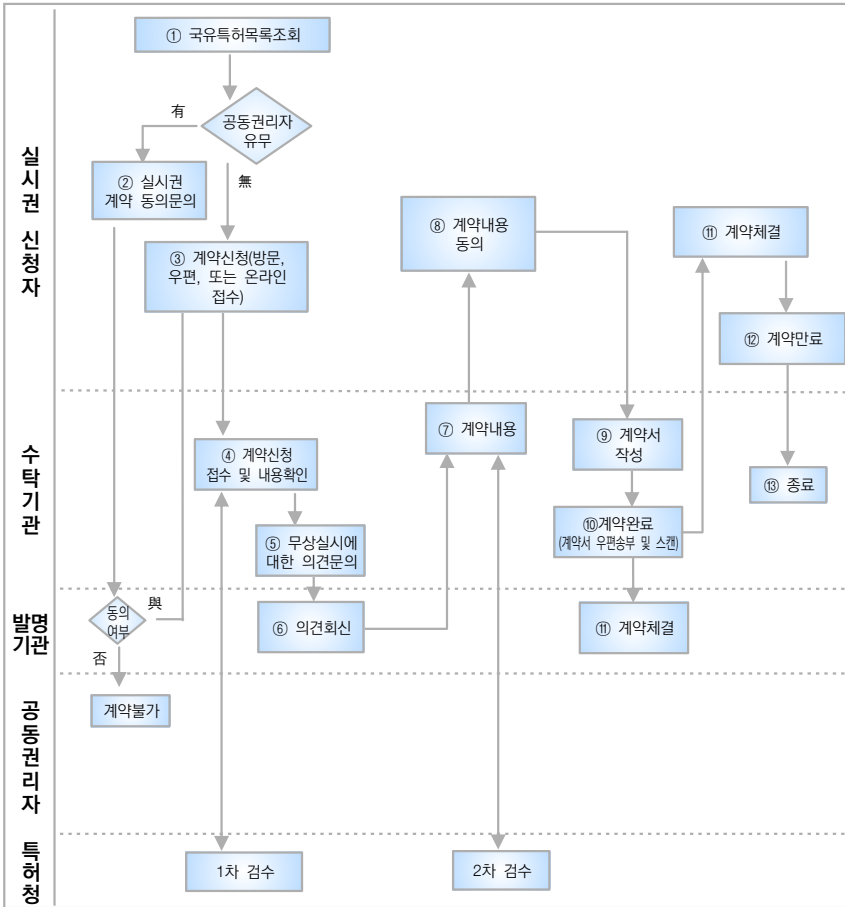 ① 국유특허목록조회
有
공동권리자
유무
無
② 실시권
계약 동의문의
③ 계약신청(방문,
우편, 또는 온라인
접수)
⑧ 계약내용
동의
⑪ 계약체결
⑫ 계약만료
실시권 신청자
④ 계약신청
접수 및 내용확인
⑤ 무상실시에
대한 의견문의
⑦ 계약내용
⑨ 계약서
작성
⑩계약완료
(계약서 우편송부 및 스캔)
⑬ 종료
수탁기관
발명
기관
동의
여부
與
否
⑥ 의견회신
⑪ 계약체결
공동권리자
계약불가
특허청
1차 검수
2차 검수